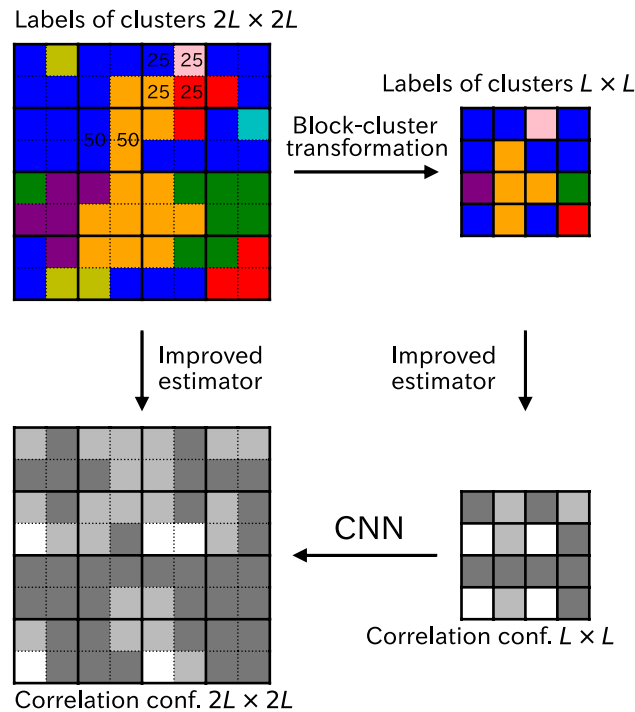 Labels of clusters 2L × 2L
25 25
25 25
50 50
Block-cluster
transformation
Labels of clusters L × L
Improved
estimator
Improved
estimator
CNN
Correlation conf. L × L
Correlation conf. 2L × 2L